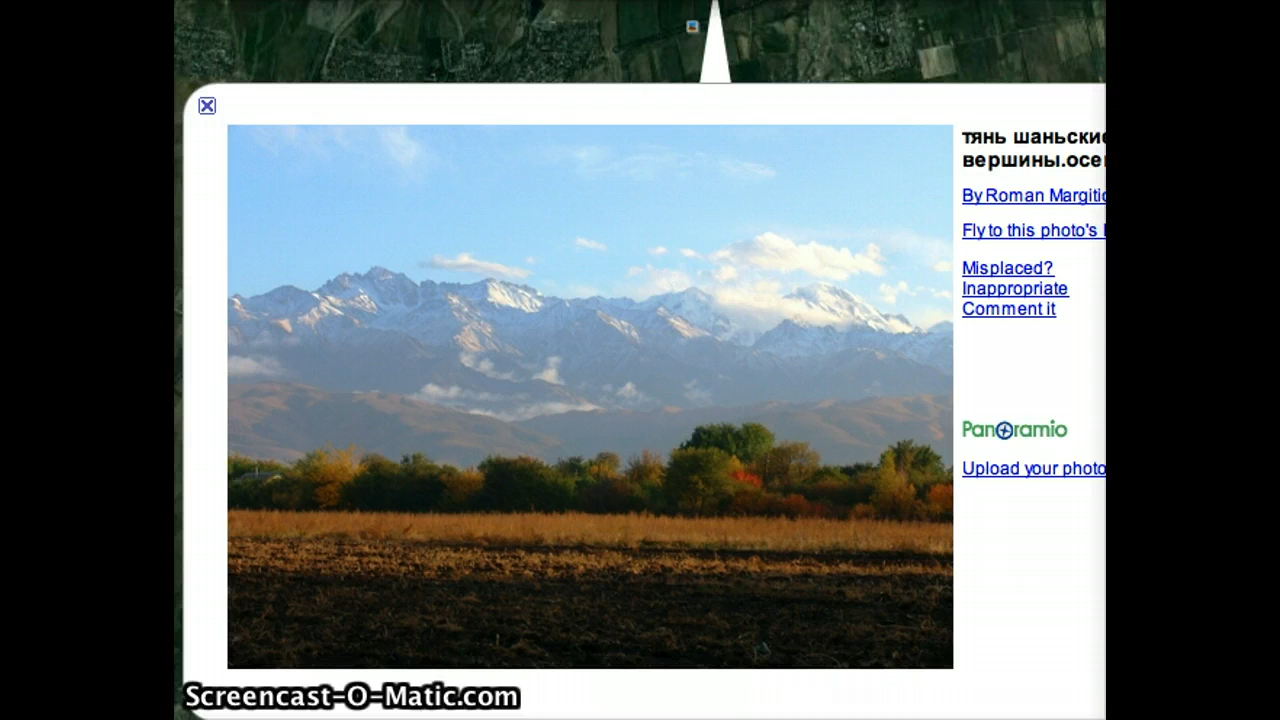 тянь шаньские
вершины.осе
By Roman Margitic
Fly to this photo's
Misplaced?
Inappropriate
Comment it
Panoramio
Upload your photo
Screencast-O-Matic.com